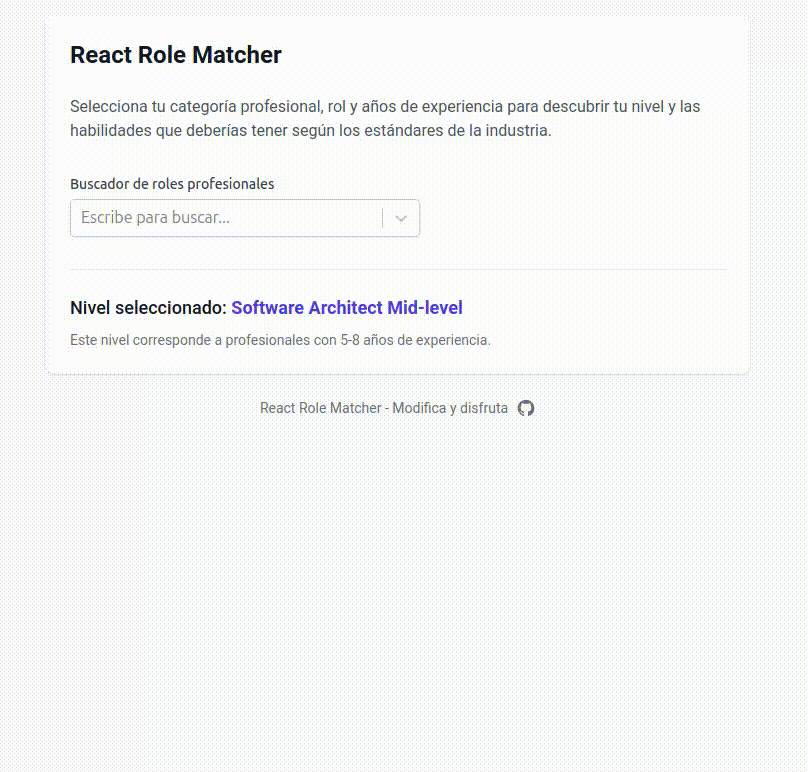 React Role Matcher
Selecciona tu categoría profesional, rol y años de experiencia para descubrir tu nivel y las
habilidades que deberías tener según los estándares de la industria.
Buscador de roles profesionales
Escribe para buscar...
Nivel seleccionado: Software Architect Mid-level
Este nivel corresponde a profesionales con 5-8 años de experiencia.
React Role Matcher - Modifica y disfruta